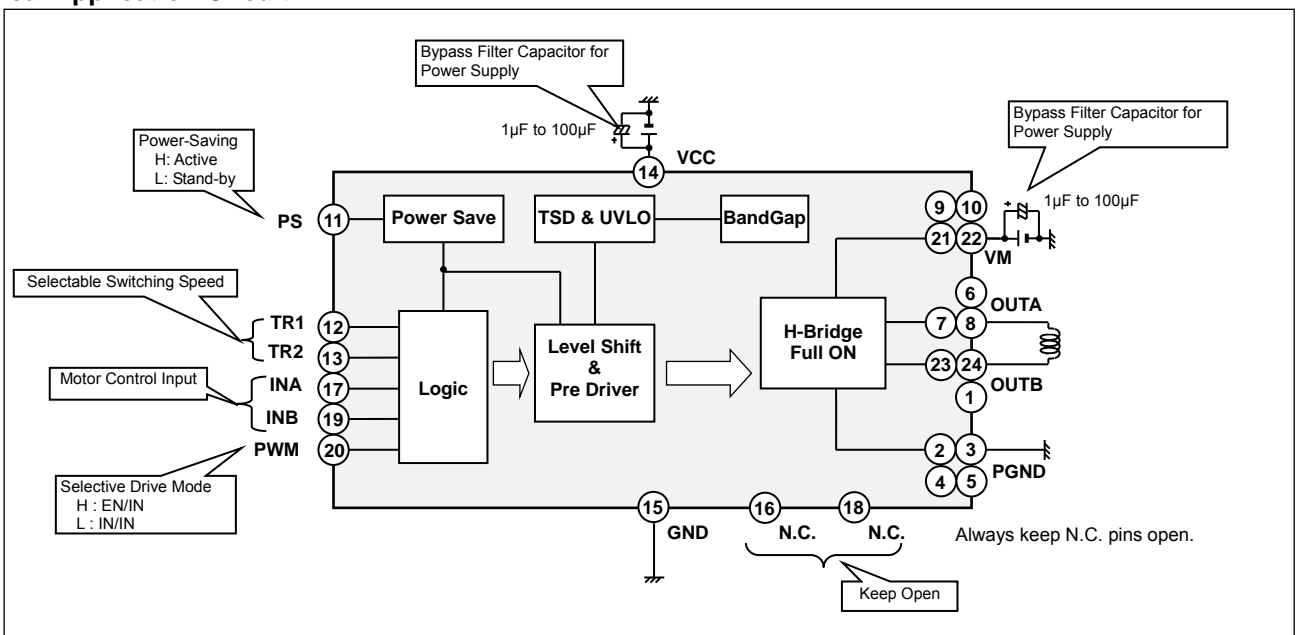 Bypass Filter Capacitor for
Power Supply
1μF to 100μF
VCC
14
Bypass Filter Capacitor for
Power Supply
1μF to 100μF
Power-Saving
H: Active
L: Stand-by
PS
11
Power Save
TSD & UVLO
BandGap
9
10
21
22
VM
Selectable Switching Speed
TR1
12
TR2
13
Motor Control Input
INA
17
INB
19
PWM
20
Selective Drive Mode
H : EN/IN
L : IN/IN
Logic
Level Shift
&
Pre Driver
H-Bridge
Full ON
6
OUTA
7
8
23
24
OUTB
1
2
3
PGND
4
5
15
GND
16
N.C.
18
N.C.
Always keep N.C. pins open.
Keep Open